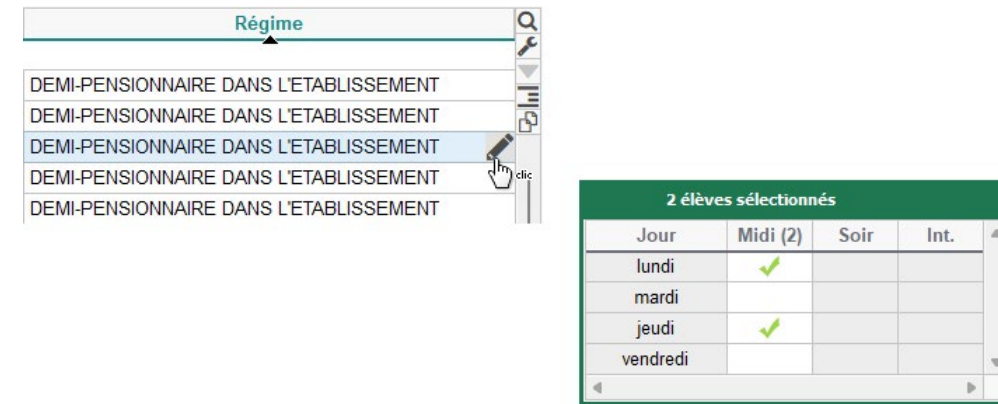 Régime
DEMI-PENSIONNAIRE DANS L'ETABLISSEMENT
DEMI-PENSIONNAIRE DANS L'ETABLISSEMENT
DEMI-PENSIONNAIRE DANS L'ETABLISSEMENT
clic
DEMI-PENSIONNAIRE DANS L'ETABLISSEMENT
DEMI-PENSIONNAIRE DANS L'ETABLISSEMENT
2 élèves sélectionnés
Jour Midi (2) Soir Int.
lundi
mardi
jeudi
vendredi